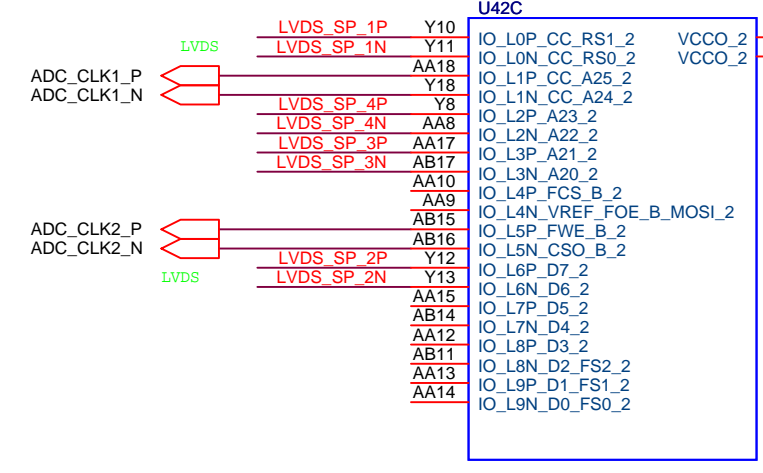 U42C
LVDS_SP_1P Y10 IO_L0P_CC_RS1_2 VCCO_2
LVDS LVDS_SP_1N Y11 IO_L0N_CC_RS0_2 VCCO_2
ADC_CLK1_P AA18 IO_L1P_CC_A25_2
ADC_CLK1_N Y18 IO_L1N_CC_A24_2
LVDS_SP_4P Y8 IO_L2P_A23_2
LVDS_SP_4N AA8 IO_L2N_A22_2
LVDS_SP_3P AA17 IO_L3P_A21_2
LVDS_SP_3N AB17 IO_L3N_A20_2
AA10 IO_L4P_FCS_B_2
AA9 IO_L4N_VREF_FOE_B_MOSI_2
ADC_CLK2_P AB15 IO_L5P_FWE_B_2
ADC_CLK2_N AB16 IO_L5N_CSO_B_2
LVDS_SP_2P Y12 IO_L6P_D7_2
LVDS LVDS_SP_2N Y13 IO_L6N_D6_2
AA15 IO_L7P_D5_2
AB14 IO_L7N_D4_2
AA12 IO_L8P_D3_2
AB11 IO_L8N_D2_FS2_2
AA13 IO_L9P_D1_FS1_2
AA14 IO_L9N_D0_FS0_2